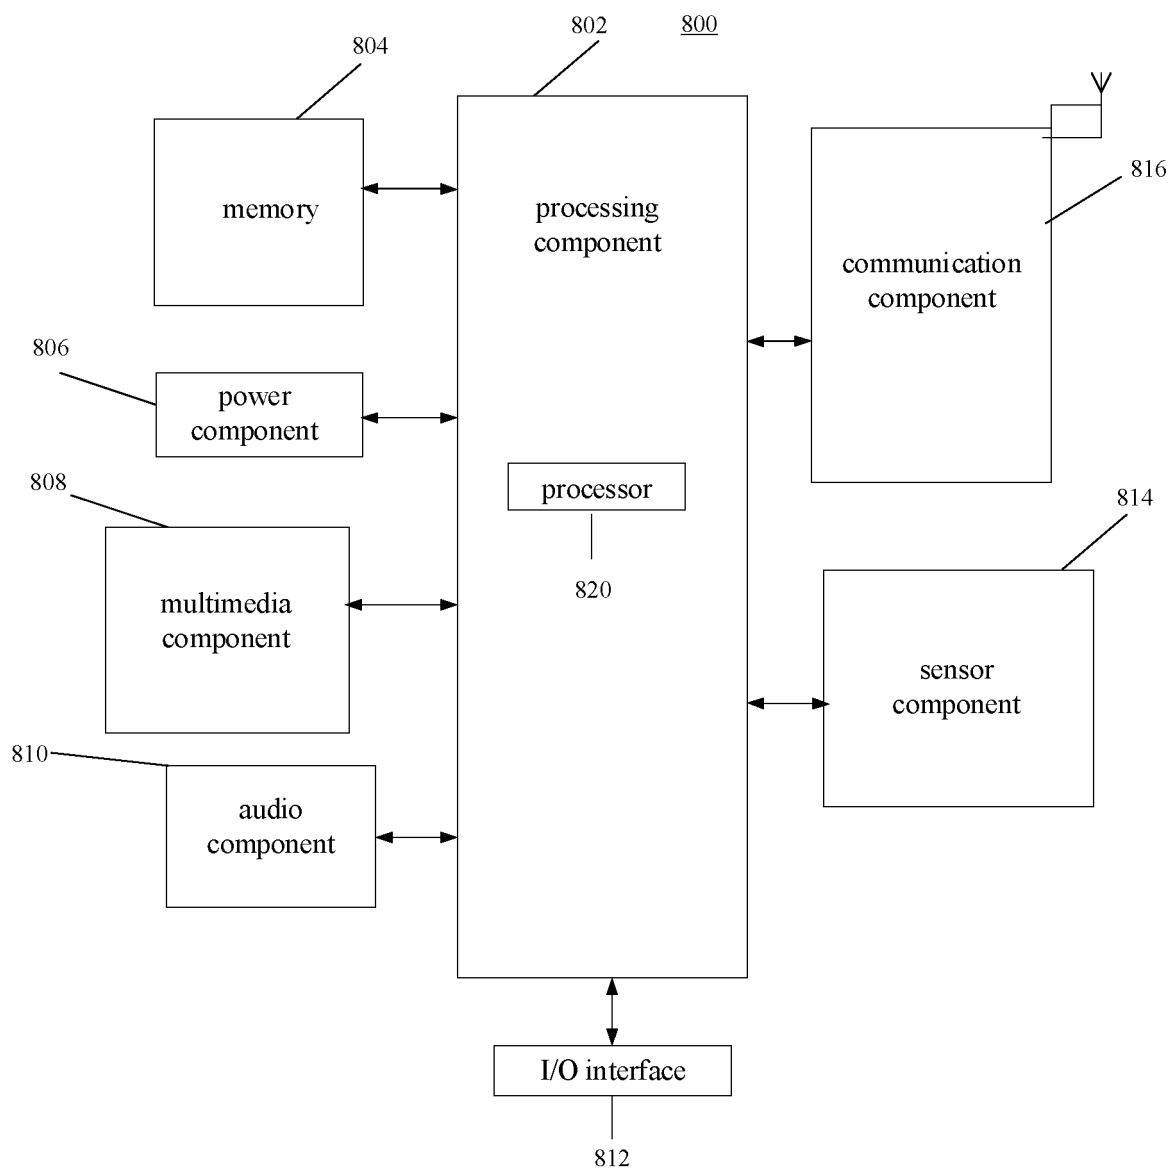 802
800
804
memory
processing
component
816
communication
component
806
power
component
808
processor
820
814
multimedia
component
sensor
component
810
audio
component
I/O interface
812